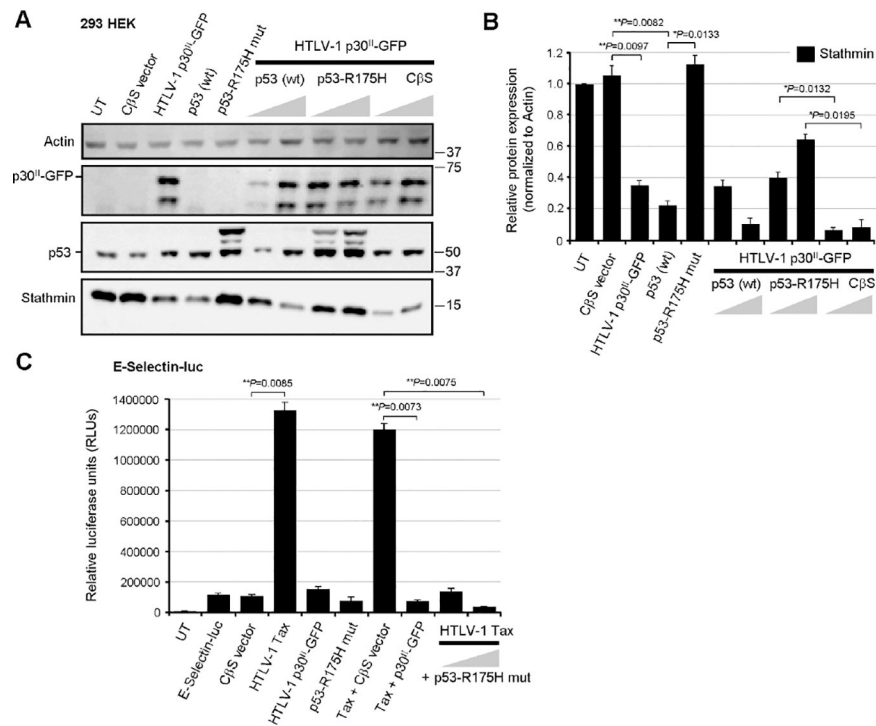 A
293 HEK
HTLV-1 p30II-GFP
UT
CβS vector
HTLV-1 p30II-GFP
p53 (wt)
p53-R175H mut
p53 (wt) p53-R175H CβS
Actin
37
75
p30II-GFP
p53
50
37
Stathmin
15
B
**P=0.0082
**P=0.0097
*P=0.0133
Stathmin
*P=0.0132
*P=0.0195
Relative protein expression
(normalized to Actin)
1.2
1.0
0.8
0.6
0.4
0.2
0
UT
CβS vector
HTLV-1 p30II-GFP
p53 (wt)
p53-R175H mut
HTLV-1 p30II-GFP
p53 (wt) p53-R175H CβS
C
E-Selectin-luc
**P=0.0085
**P=0.0075
**P=0.0073
Relative luciferase units (RLUs)
1400000
1200000
1000000
800000
600000
400000
200000
0
UT
E-Selectin-luc
CβS vector
HTLV-1 Tax
HTLV-1 p30II-GFP
p53-R175H mut
Tax + CβS vector
Tax + p30II-GFP
HTLV-1 Tax
+ p53-R175H mut